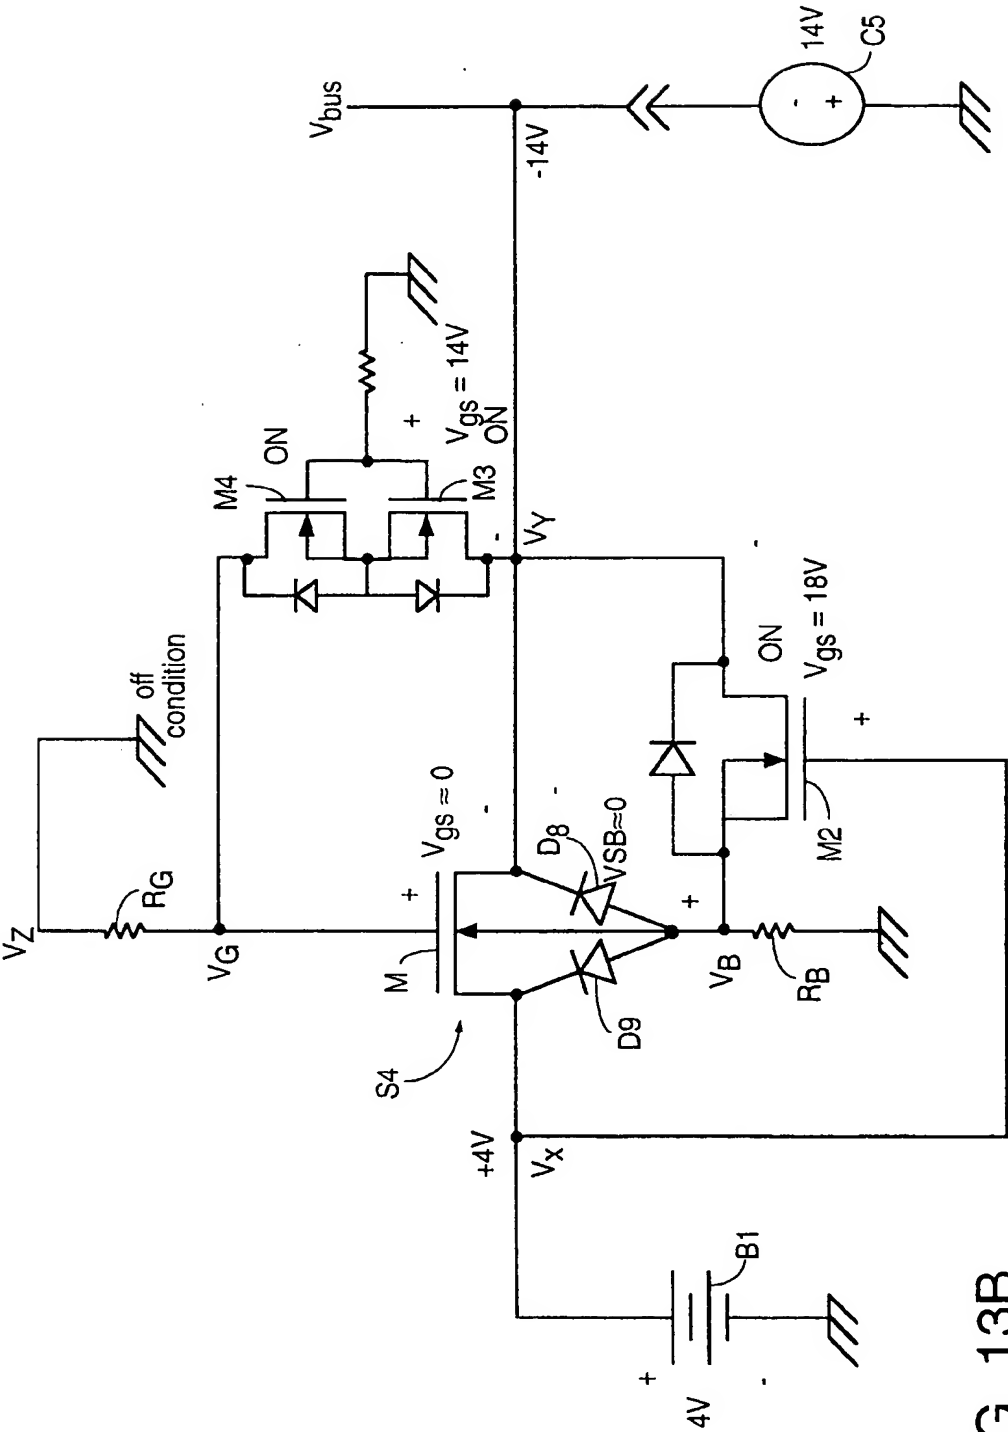 Vbus
-14V
14V
C5
-
+
M4
ON
+
Vgs = 14V
ON
M3
-
VY
off
condition
VZ
RG
VG
M
+
Vgs ≈ 0
-
S4
D8
VSB≈0
-
+
D9
VB
RB
ON
Vgs = 18V
+
M2
+4V
VX
+
4V
-
B1
G 13B